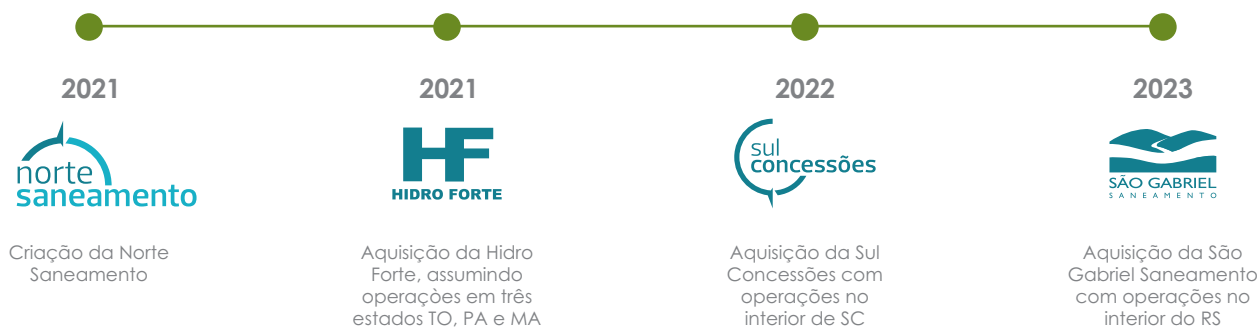 2021
norte
saneamento
Criação da Norte
Saneamento
2021
HF
HIDRO FORTE
Aquisição da Hidro
Forte, assumindo
operaçòes em três
estados TO, PA e MA
2022
sul
concessões
Aquisição da Sul
Concessões com
operações no
interior de SC
2023
SÃO GABRIEL
SANEAMENTO
Aquisição da São
Gabriel Saneamento
com operações no
interior do RS